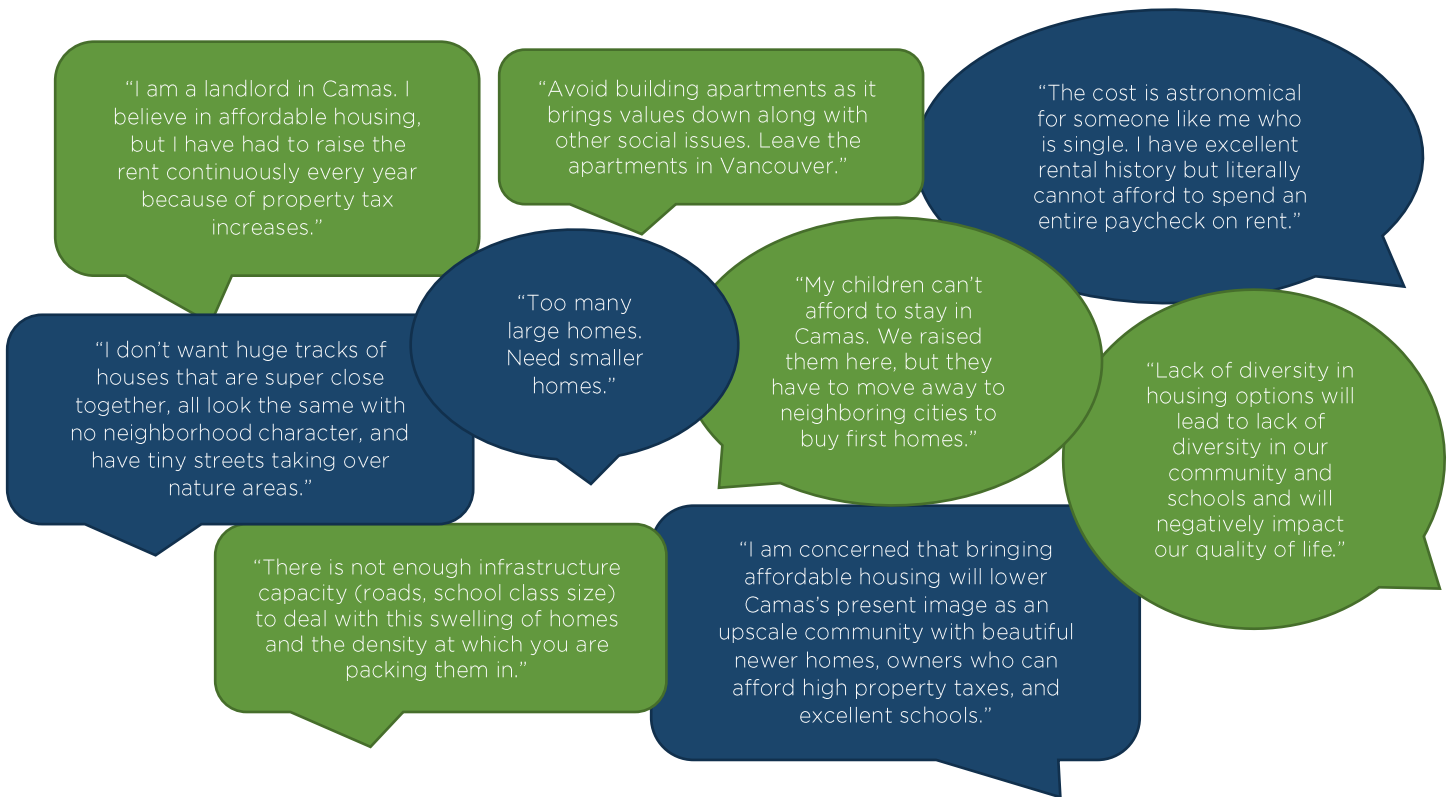 “I am a landlord in Camas. I
believe in affordable housing,
but I have had to raise the
rent continuously every year
because of property tax
increases.”
“Avoid building apartments as it
brings values down along with
other social issues. Leave the
apartments in Vancouver.”
“The cost is astronomical
for someone like me who
is single. I have excellent
rental history but literally
cannot afford to spend an
entire paycheck on rent.”
“I don’t want huge tracks of
houses that are super close
together, all look the same with
no neighborhood character, and
have tiny streets taking over
nature areas.”
“Too many
large homes.
Need smaller
homes.”
“My children can’t
afford to stay in
Camas. We raised
them here, but they
have to move away to
neighboring cities to
buy first homes.”
“Lack of diversity in
housing options will
lead to lack of
diversity in our
community and
schools and will
negatively impact
our quality of life.”
“There is not enough infrastructure
capacity (roads, school class size)
to deal with this swelling of homes
and the density at which you are
packing them in.”
“I am concerned that bringing
affordable housing will lower
Camas’s present image as an
upscale community with beautiful
newer homes, owners who can
afford high property taxes, and
excellent schools.”